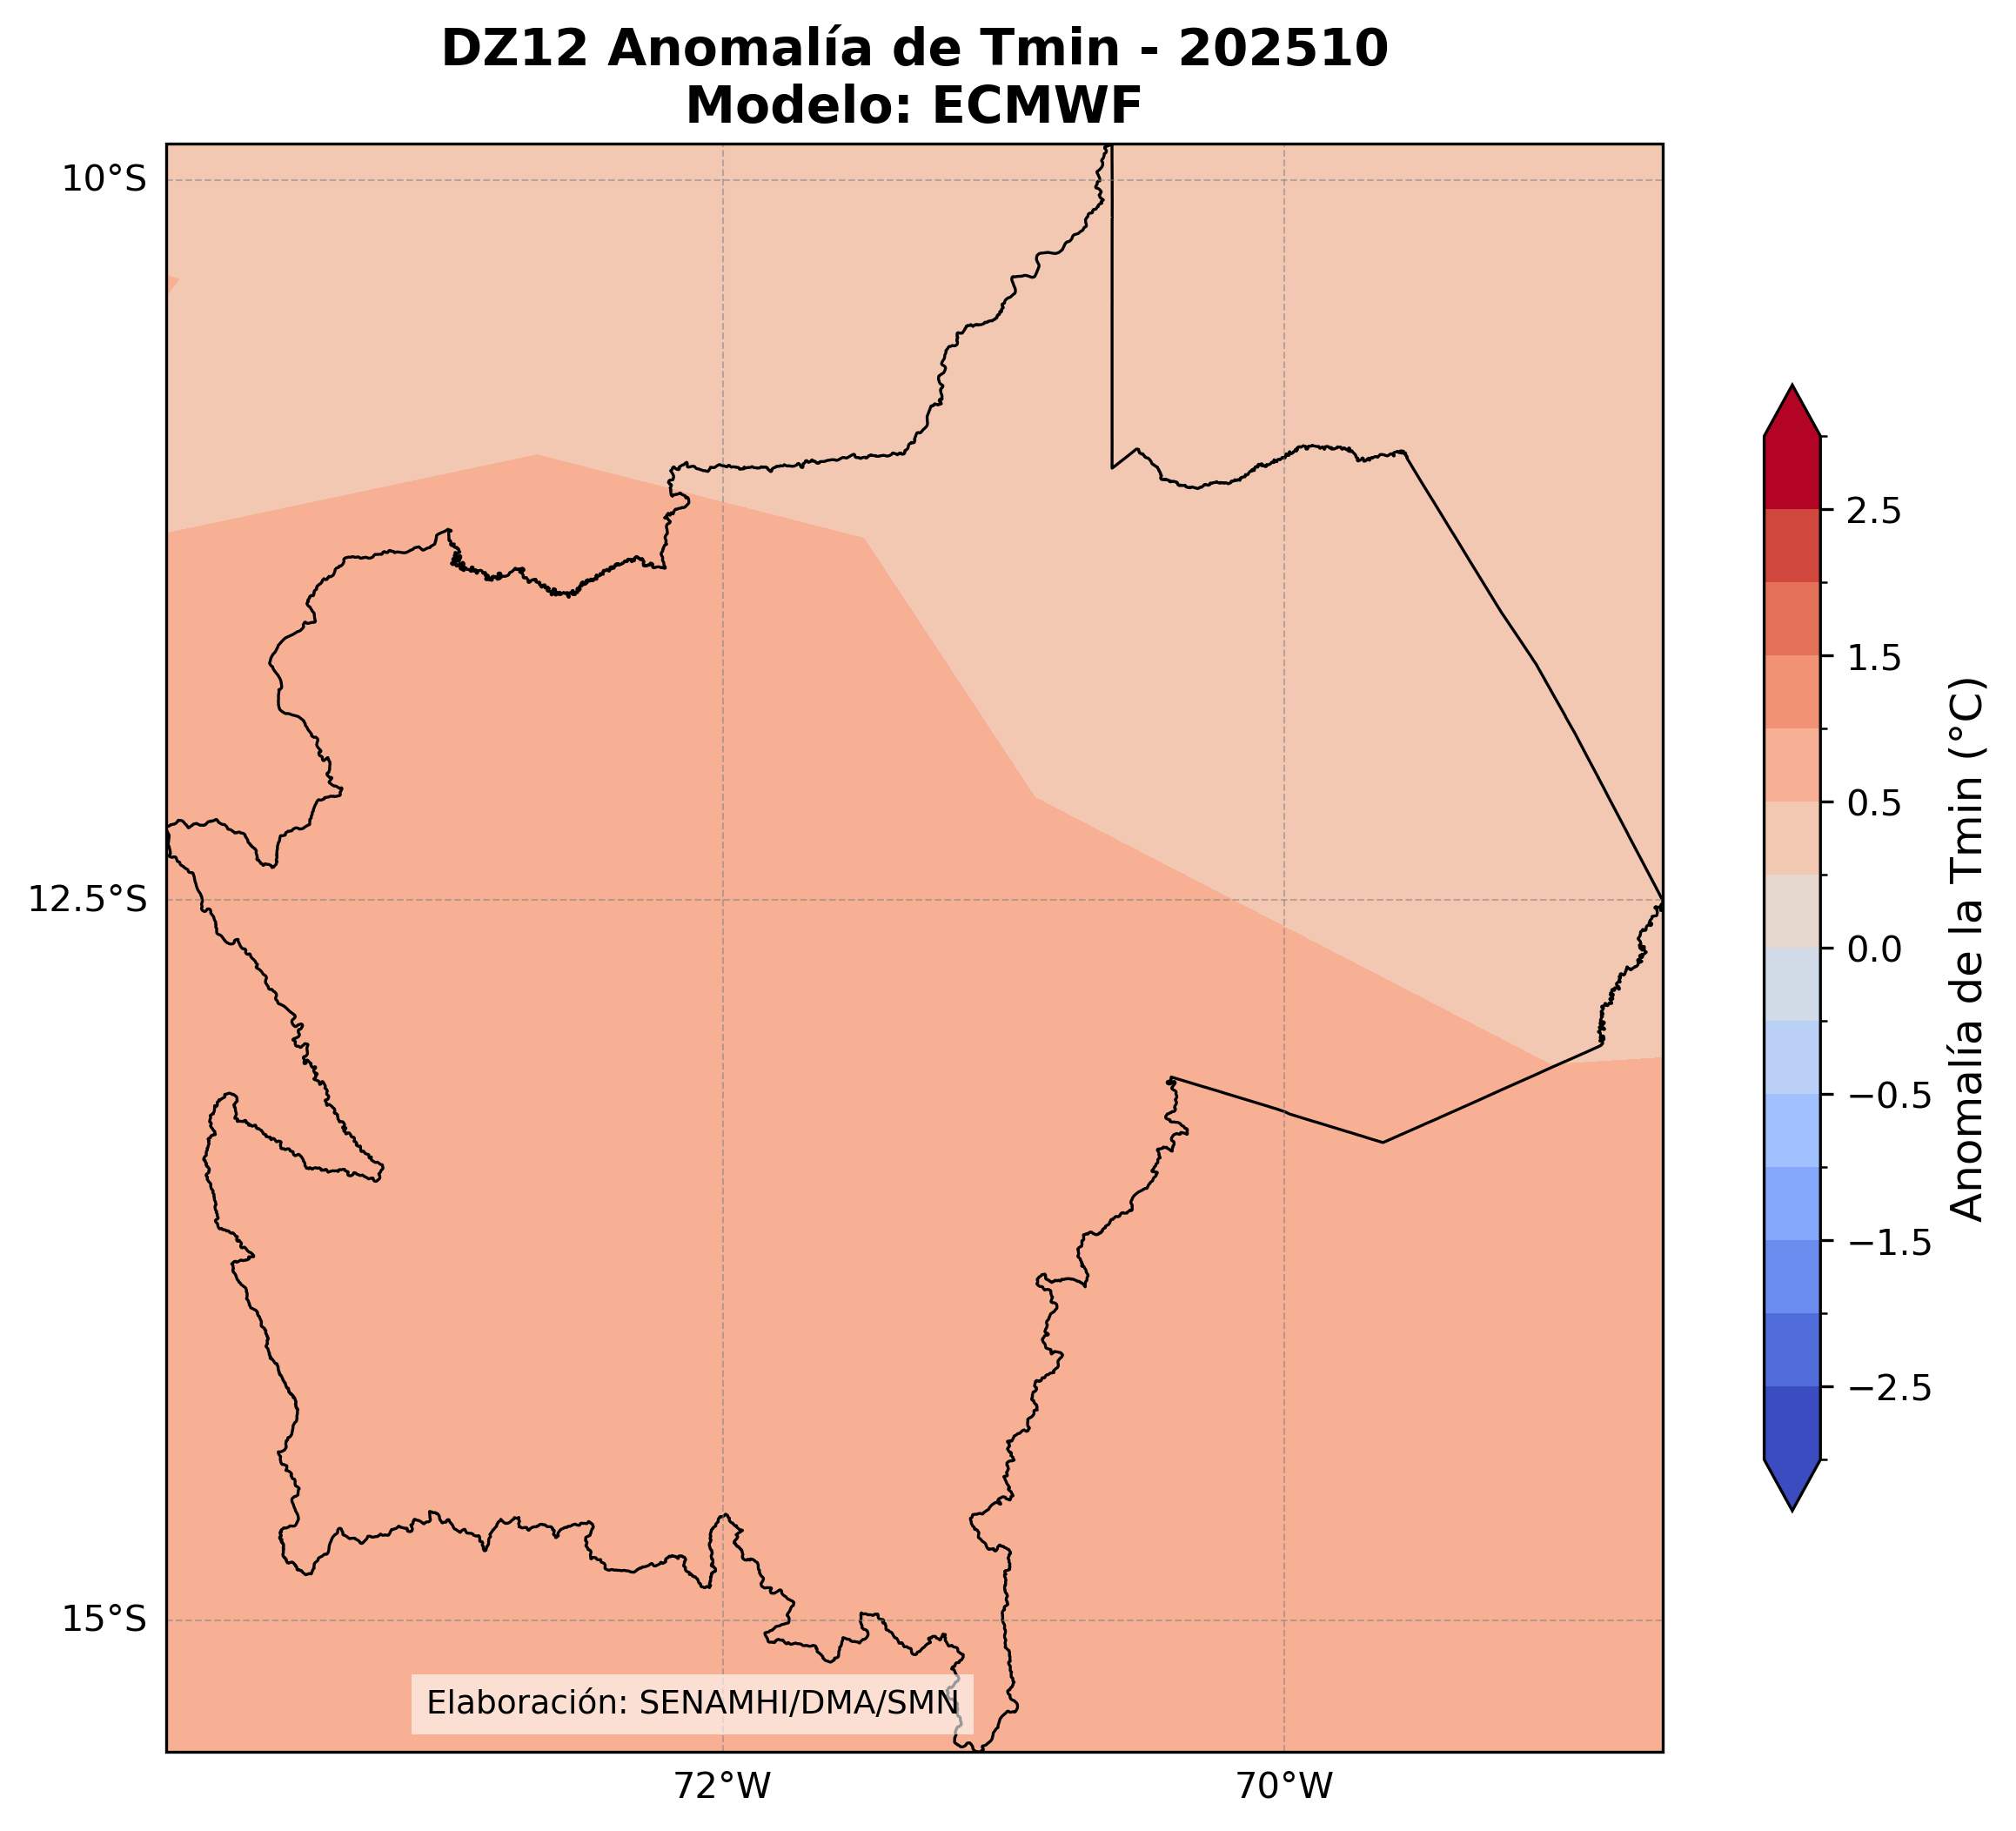 DZ12 Anomalía de Tmin - 202510
Modelo: ECMWF
10°S
12.5°S
15°S
72°W
70°W
2.5
1.5
0.5
0.0
−0.5
−1.5
−2.5
Anomalía de la Tmin (°C)
Elaboración: SENAMHI/DMA/SMN